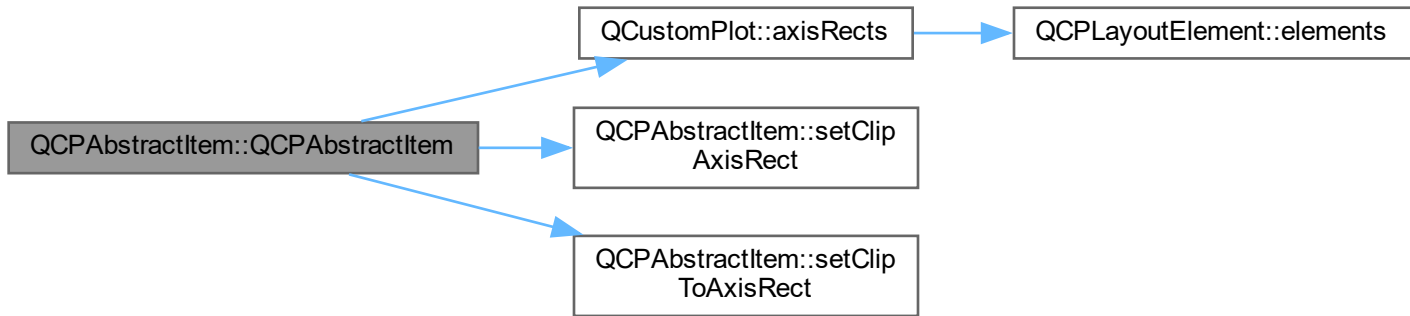 QCustomPlot::axisRects
QCPLayoutElement::elements
QCPAbstractItem::QCPAbstractItem
QCPAbstractItem::setClip
AxisRect
QCPAbstractItem::setClip
ToAxisRect